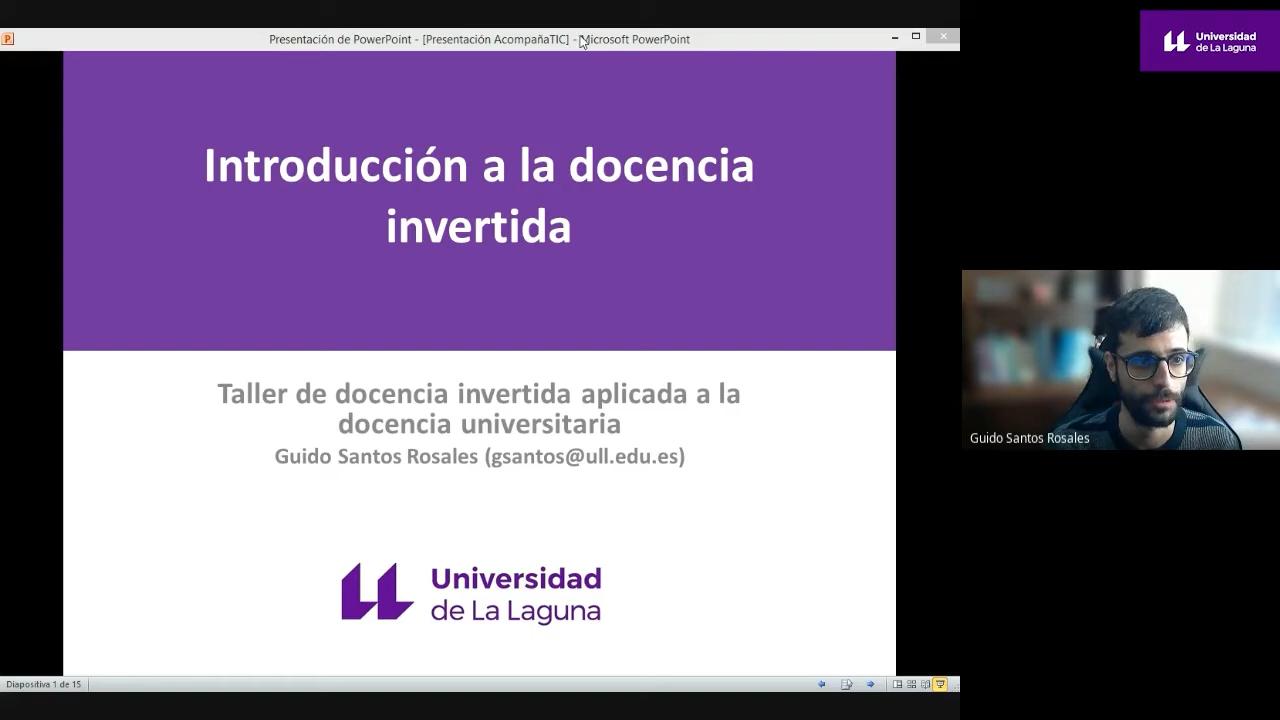 Presentación de PowerPoint - [Presentación AcompañaTIC] - Microsoft PowerPoint
Universidad
de La Laguna
Introducción a la docencia
invertida
Taller de docencia invertida aplicada a la
docencia universitaria
Guido Santos Rosales (gsantos@ull.edu.es)
Guido Santos Rosales
Universidad
de La Laguna
Diapositiva 1 de 15